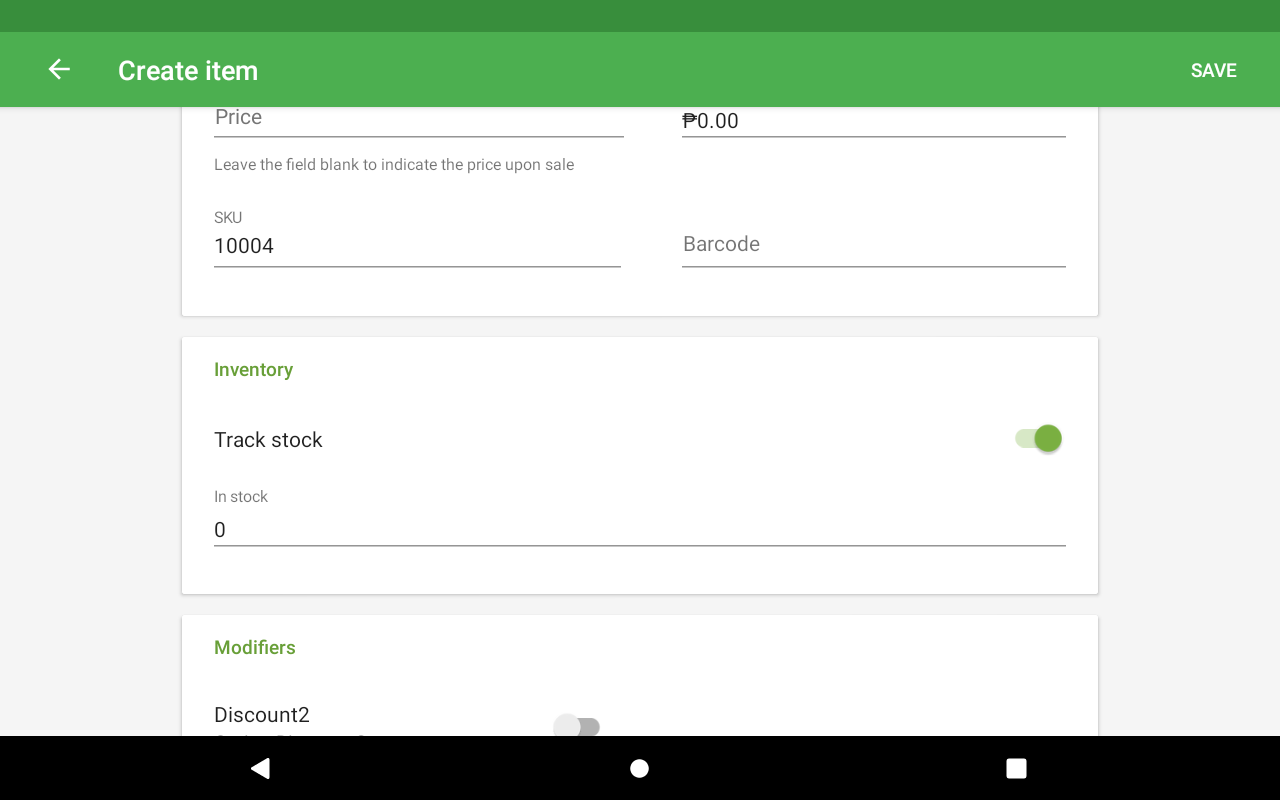 Create item
SAVE
Price
₱0.00
Leave the field blank to indicate the price upon sale
SKU
10004
Barcode
Inventory
Track stock
In stock
0
Modifiers
Discount2